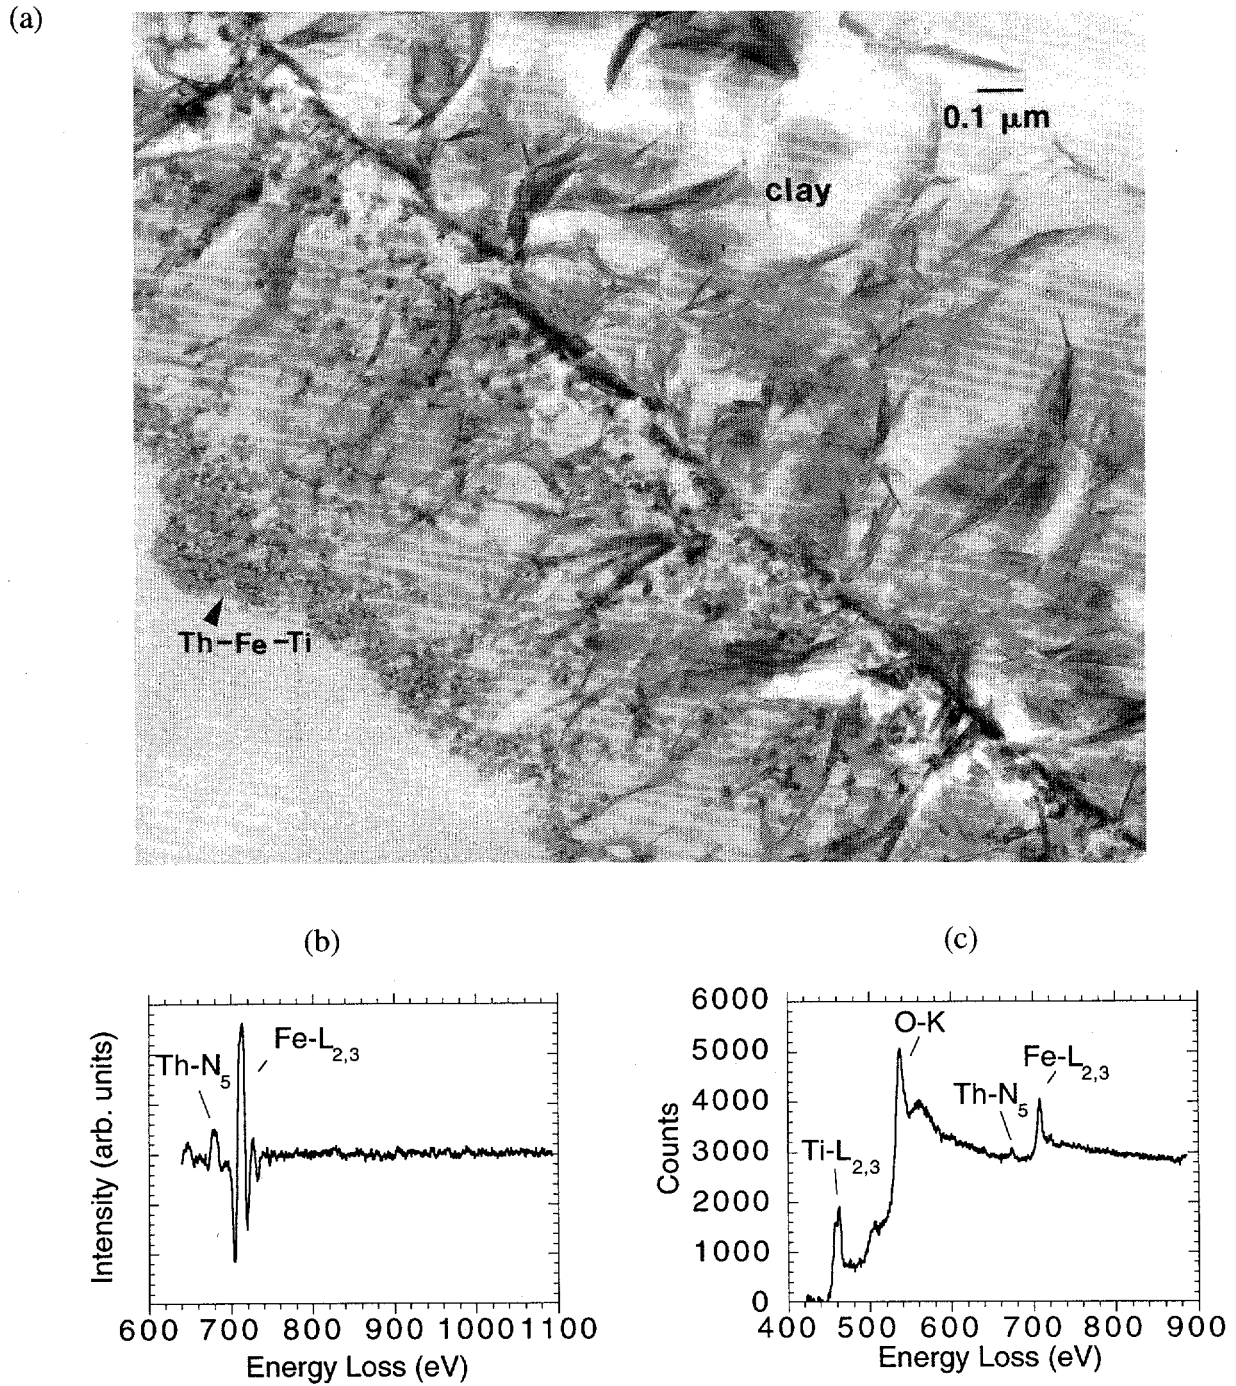 (a)
0.1 μm
clay
Th-Fe-Ti
(b)
(c)
Intensity (arb. units)
Th-N5
Fe-L2,3
600 700 800 900 1000 1100
Energy Loss (eV)
Counts
6000
5000
4000
3000
2000
1000
0
O-K
Fe-L2,3
Th-N5
Ti-L2,3
400 500 600 700 800 900
Energy Loss (eV)